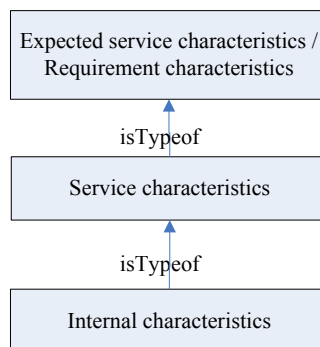 Expected service characteristics /
Requirement characteristics
isTypeof
Service characteristics
isTypeof
Internal characteristics